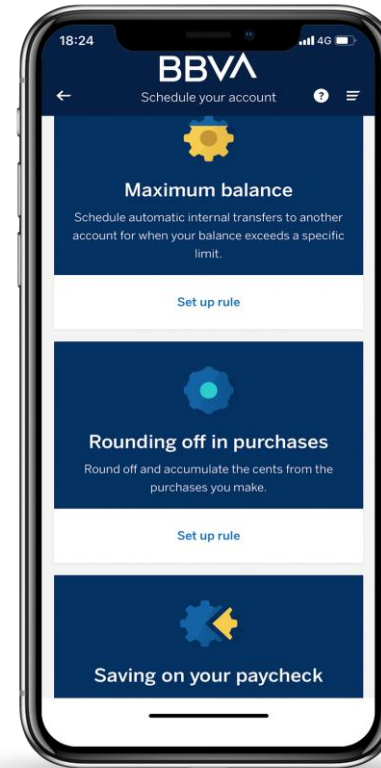 18:24
4G
BBVA
Schedule your account
?
Maximum balance
Schedule automatic internal transfers to another
account for when your balance exceeds a specific
limit.
Set up rule
Rounding off in purchases
Round off and accumulate the cents from the
purchases you make.
Set up rule
Saving on your paycheck